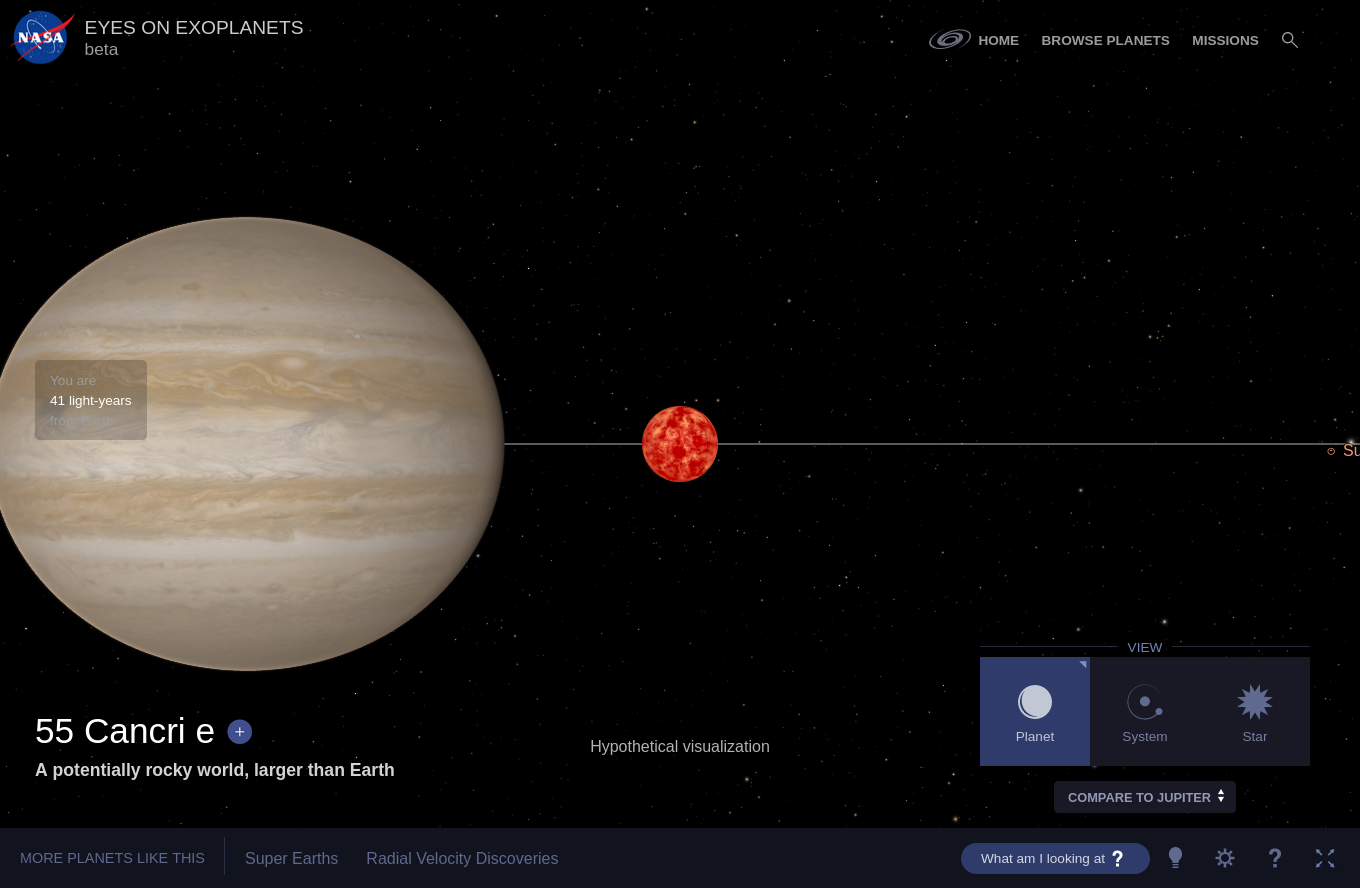 NASA
EYES ON EXOPLANETS
beta
HOME
BROWSE PLANETS
MISSIONS
You are
41 light-years
from Earth
Su
VIEW
Planet
System
Star
55 Cancri e
A potentially rocky world, larger than Earth
Hypothetical visualization
COMPARE TO JUPITER
MORE PLANETS LIKE THIS
Super Earths
Radial Velocity Discoveries
What am I looking at ?